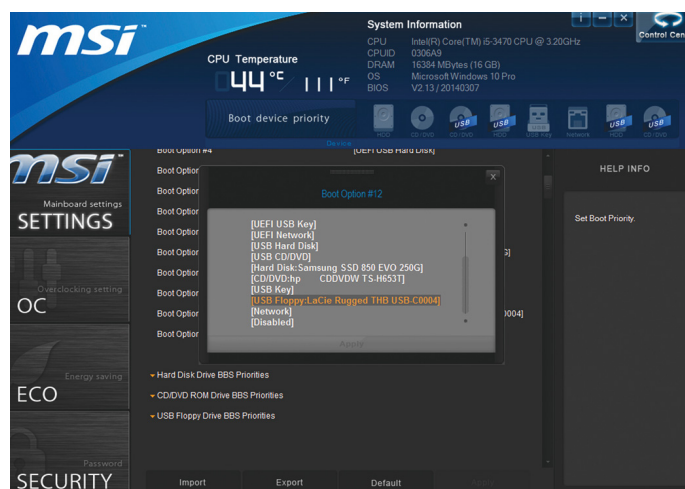 msi
System Information
CPU Intel(R) Core(TM) i5-3470 CPU @ 3.20GHz
CPUID 0306A9
DRAM 16384 MBytes (16 GB)
OS Microsoft Windows 10 Pro
BIOS V2.13 / 20140307
Control Cen
CPU Temperature
44 °C / 111 °F
Boot device priority
HDD CD/DVD USB CD/DVD USB HDD USB Key Network USB HDD USB CD/DVD
Device
Boot Option #4 [UEFI USB Hard Disk]
Boot Option
Boot Option
Boot Option
Boot Option
Boot Option G]
Boot Option
Boot Option
Boot Option 0004]
Boot Option
Boot Option #12
X
[UEFI USB Key]
[UEFI Network]
[USB Hard Disk]
[USB CD/DVD]
[Hard Disk:Samsung SSD 850 EVO 250G]
[CD/DVD:hp CDDVDW TS-H653T]
[USB Key]
[USB Floppy:LaCie Rugged THB USB-C0004]
[Network]
[Disabled]
Apply
Hard Disk Drive BBS Priorities
CD/DVD ROM Drive BBS Priorities
USB Floppy Drive BBS Priorities
Import Export Default
HELP INFO
Set Boot Priority.
msi
Mainboard settings
SETTINGS
Overclocking setting
OC
Energy saving
ECO
Password
SECURITY